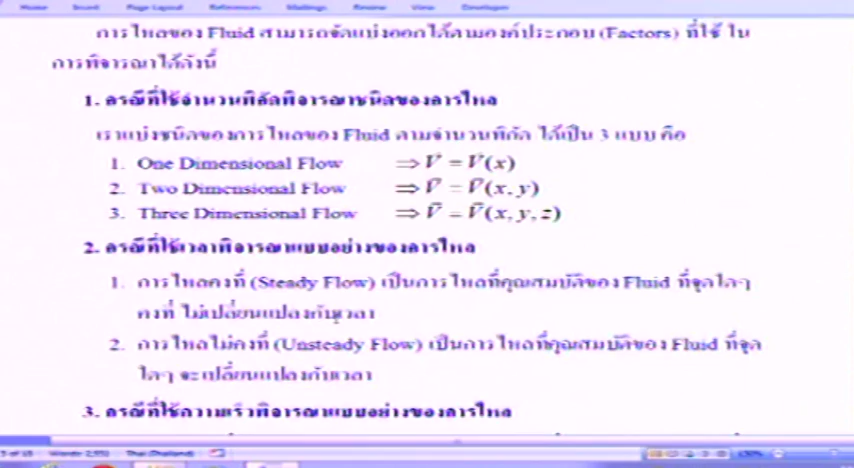 Home Insert Page Layout References Mailings Review View Developer
การไหลของ Fluid สามารถจัดแบ่งออกได้ตามองค์ประกอบ (Factors) ที่ใช้ ใน
การพิจารณาได้ดังนี้
1. กรณีที่ใช้จำนวนพิกัดพิจารณาชนิดของการไหล
เราแบ่งชนิดของการไหลของ Fluid ตามจำนวนพิกัด ได้เป็น 3 แบบ คือ
1. One Dimensional Flow ⇒ V̄ = V̄(x)
2. Two Dimensional Flow ⇒ V̄ = V̄(x, y)
3. Three Dimensional Flow ⇒ V̄ = V̄(x, y, z)
2. กรณีที่ใช้เวลาพิจารณาแบบอย่างของการไหล
1. การไหลคงที่ (Steady Flow) เป็นการไหลที่คุณสมบัติของ Fluid ที่จุดใดๆ
คงที่ ไม่เปลี่ยนแปลงกับเวลา
2. การไหลไม่คงที่ (Unsteady Flow) เป็นการไหลที่คุณสมบัติของ Fluid ที่จุด
ใดๆ จะเปลี่ยนแปลงกับเวลา
3. กรณีที่ใช้ความเร็วพิจารณาแบบอย่างของการไหล
Words: 2,551 Thai (Thailand)